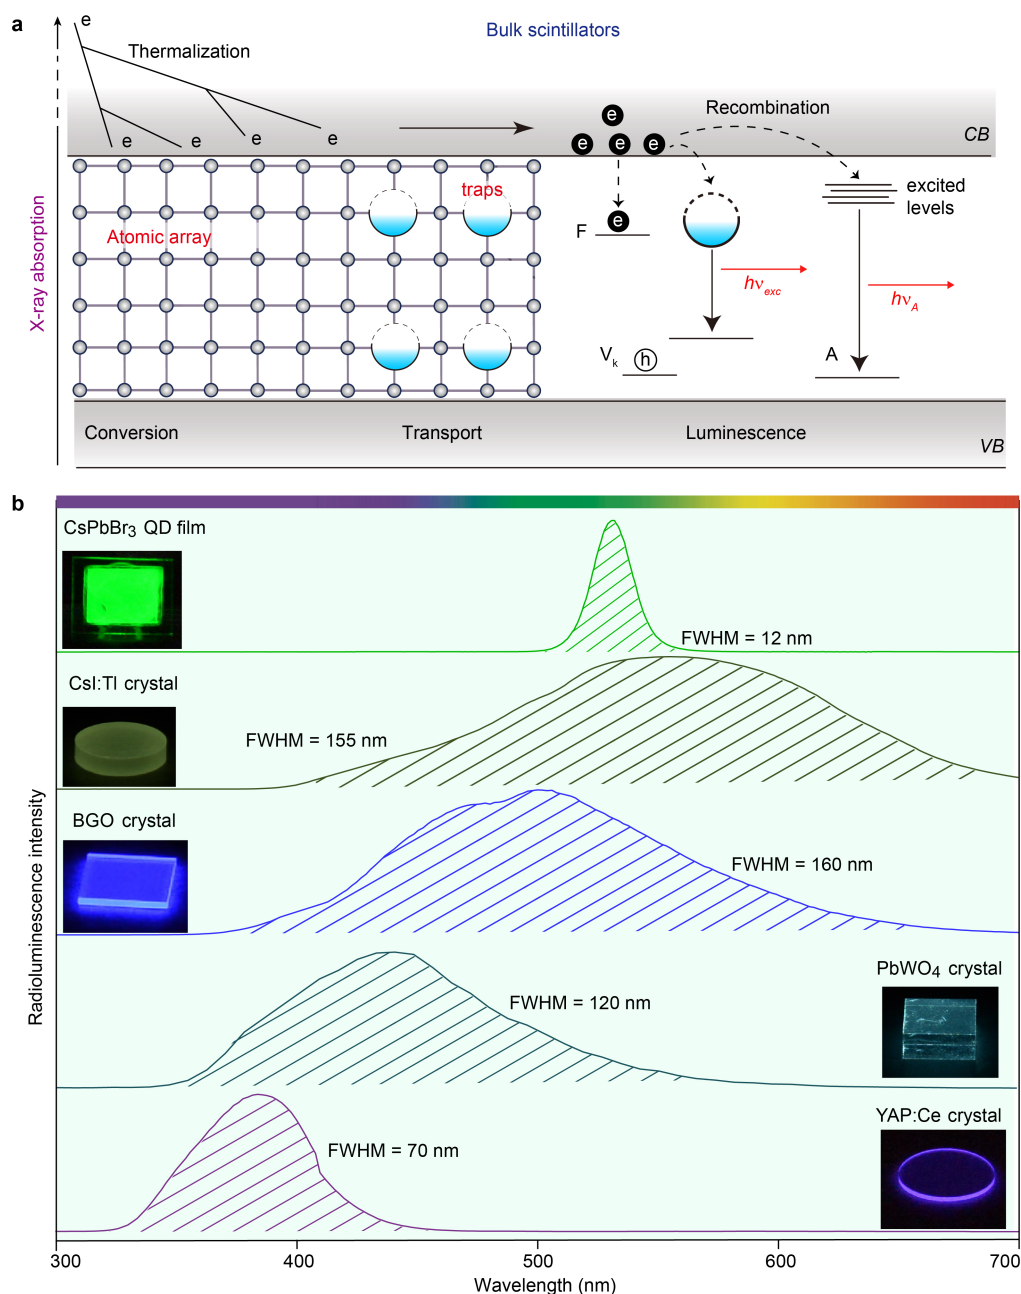 a
e
Thermalization
Bulk scintillators
e
e
e
e
e
e e e
Recombination
CB
X-ray absorption
Atomic array
traps
F
e
excited
levels
hν_exc
hν_A
V_k
h
A
Conversion
Transport
Luminescence
VB
b
CsPbBr₃ QD film
FWHM = 12 nm
CsI:Tl crystal
FWHM = 155 nm
BGO crystal
FWHM = 160 nm
PbWO₄ crystal
FWHM = 120 nm
YAP:Ce crystal
FWHM = 70 nm
Radioluminescence intensity
300 400 500 600 700
Wavelength (nm)